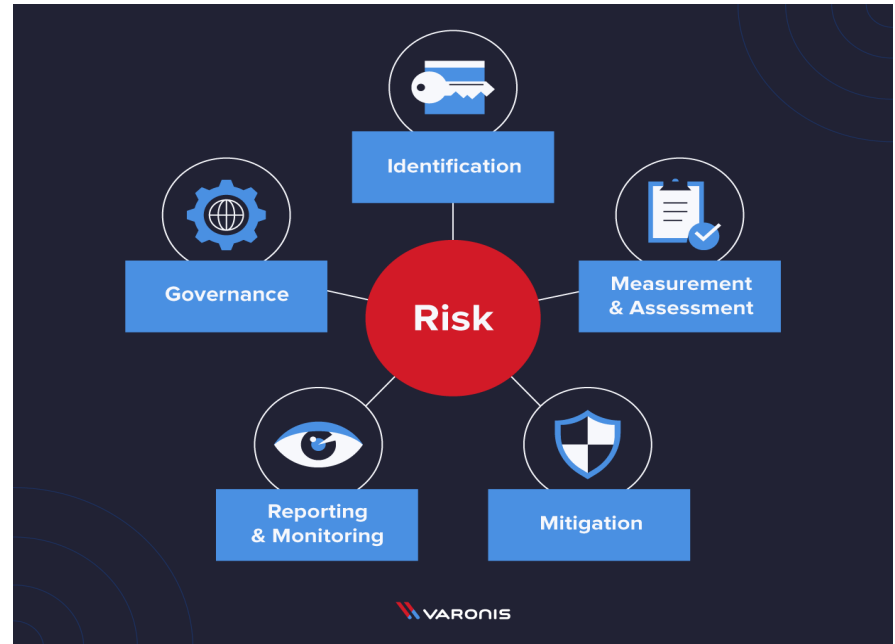 Identification
Governance
Measurement
& Assessment
Risk
Reporting
& Monitoring
Mitigation
VARONIS